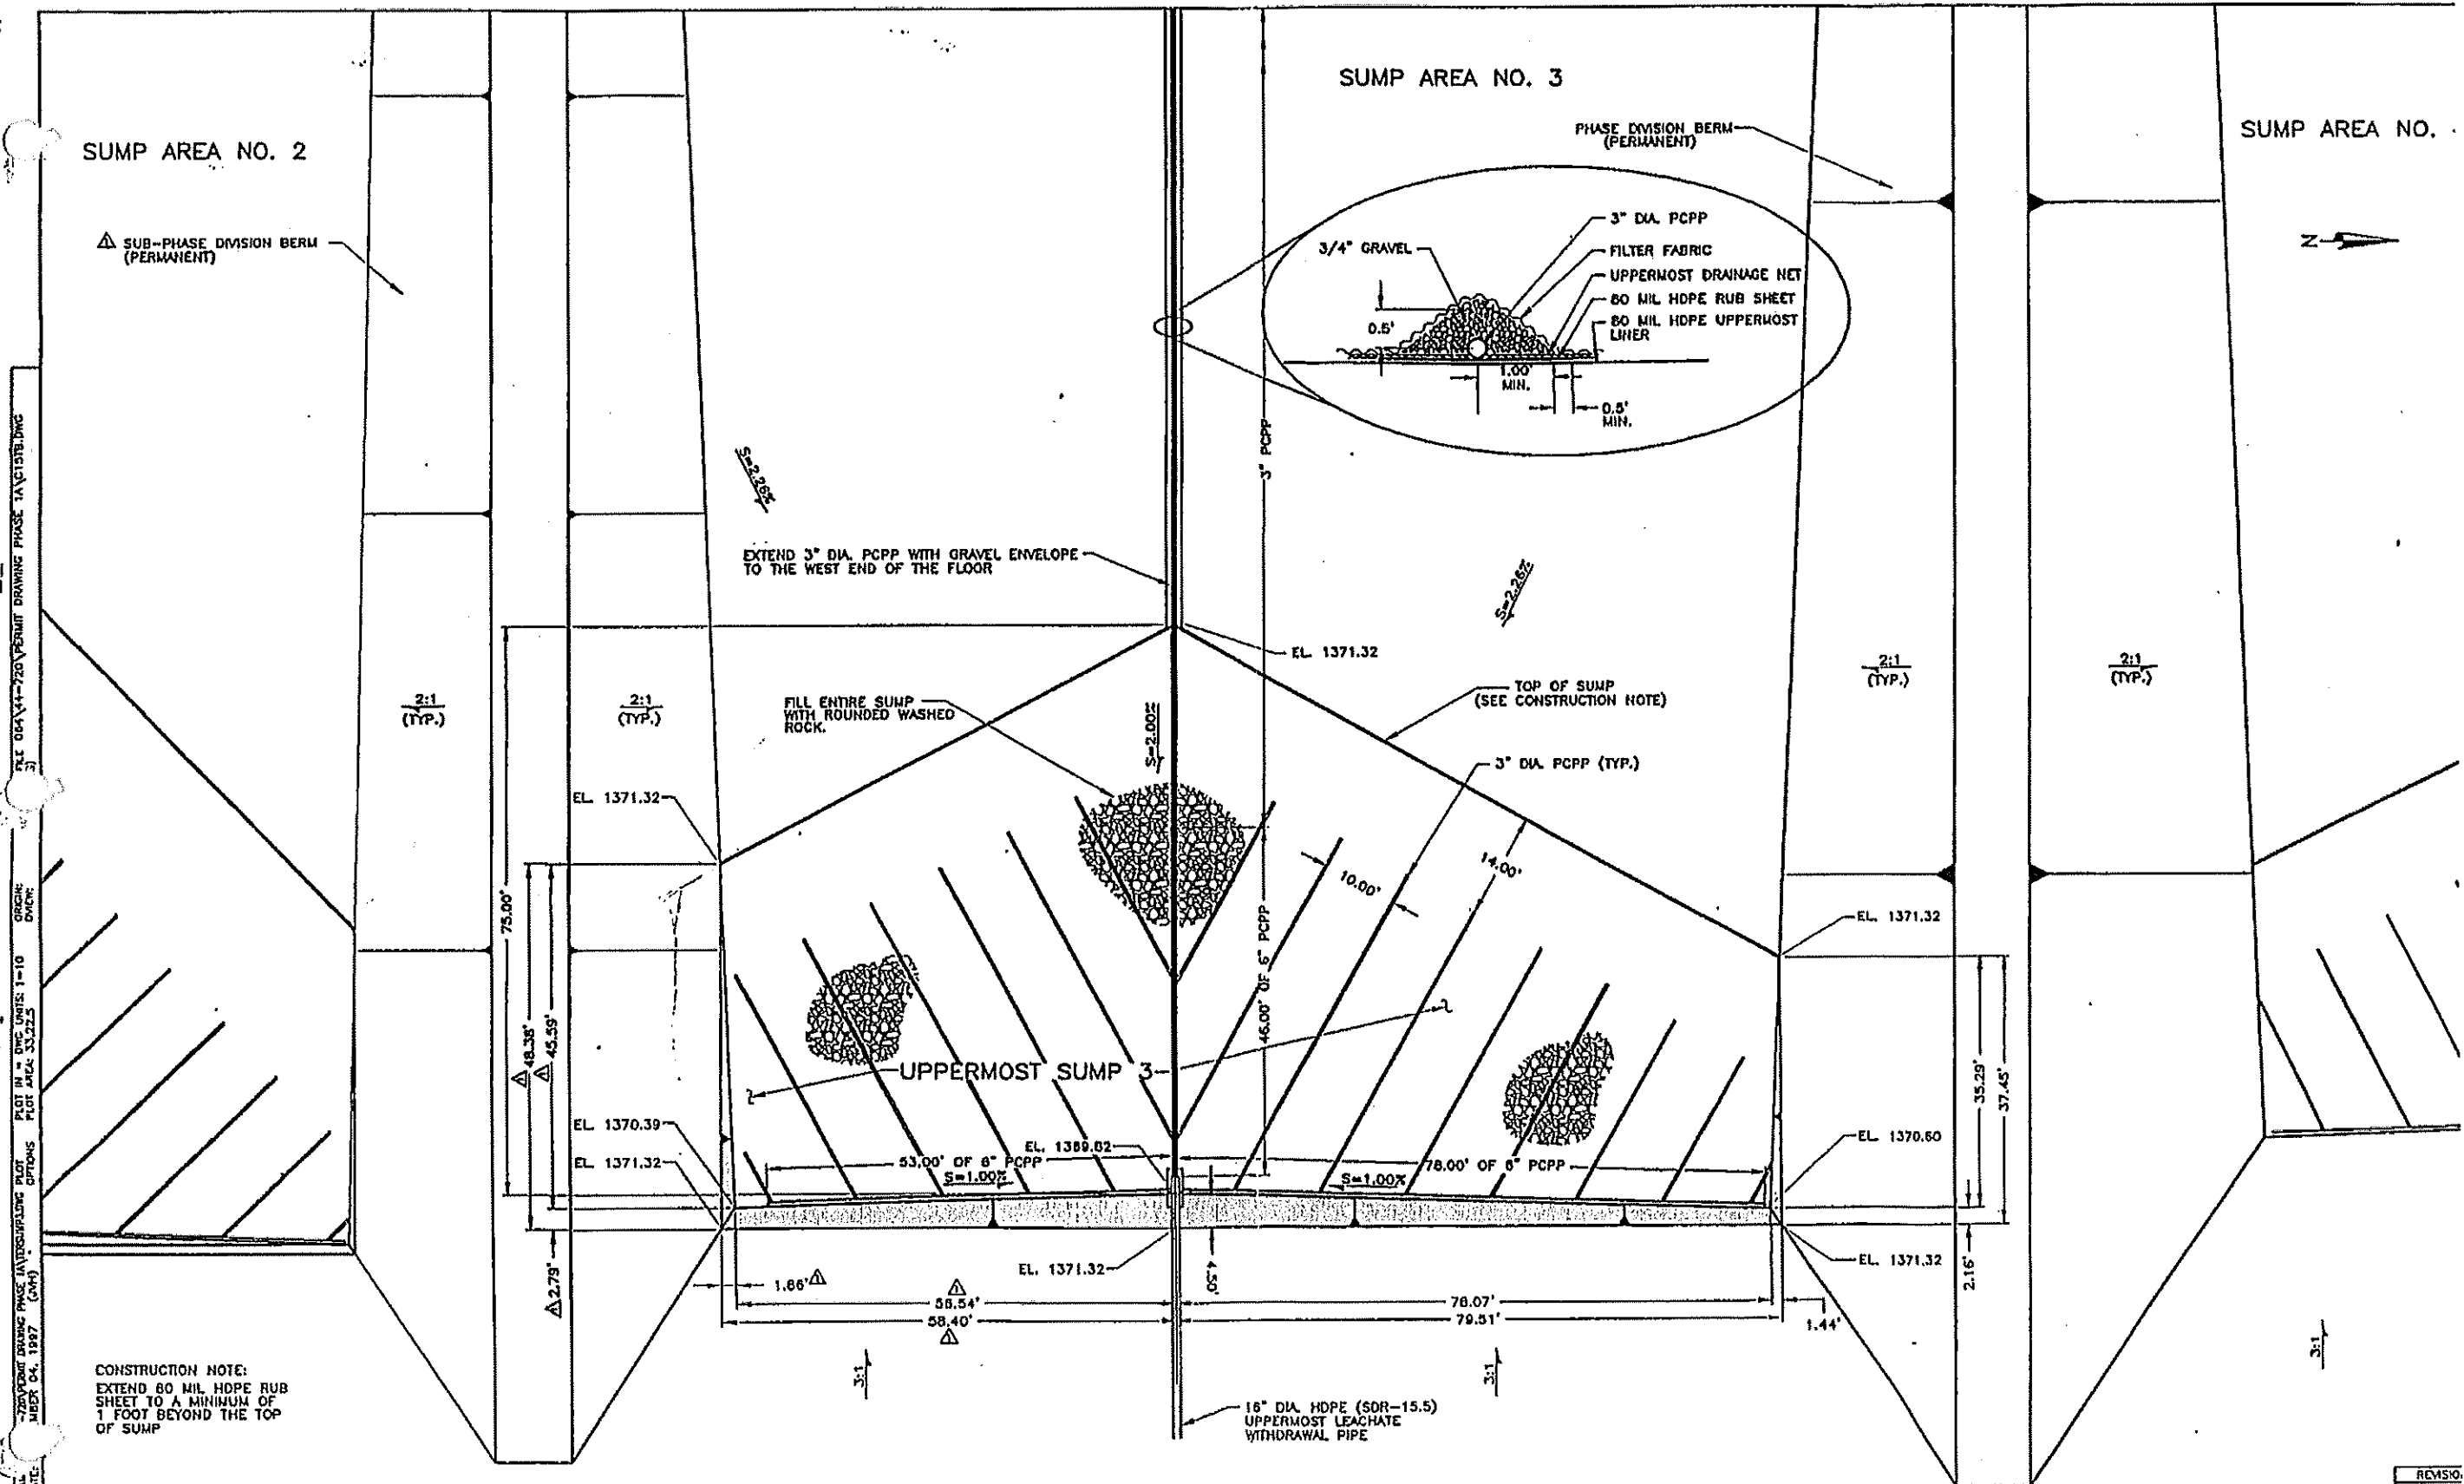 SUMP AREA NO. 3
SUMP AREA NO. 2
SUMP AREA NO.
PHASE DIVISION BERM
(PERMANENT)
1 SUB-PHASE DIVISION BERM
(PERMANENT)
3/4" GRAVEL
3" DIA. PCPP
FILTER FABRIC
UPPERMOST DRAINAGE NET
80 MIL HDPE RUB SHEET
80 MIL HDPE UPPERMOST
LINER
0.5'
1.00'
MIN.
0.5'
MIN.
N
3" PCPP
S=2.26%
S=2.26%
EXTEND 3" DIA. PCPP WITH GRAVEL ENVELOPE
TO THE WEST END OF THE FLOOR
EL. 1371.32
2:1
(TYP.)
2:1
(TYP.)
2:1
(TYP.)
2:1
(TYP.)
FILL ENTIRE SUMP
WITH ROUNDED WASHED
ROCK.
S=2.00%
TOP OF SUMP
(SEE CONSTRUCTION NOTE)
3" DIA. PCPP (TYP.)
EL. 1371.32
10.00'
14.00'
75.00'
1 48.38'
1 45.59'
46.00' OF 6" PCPP
EL. 1371.32
35.29'
37.45'
UPPERMOST SUMP 3
EL. 1370.39
EL. 1371.32
53.00' OF 6" PCPP
S=1.00%
EL. 1369.82
78.00' OF 6" PCPP
S=1.00%
EL. 1370.60
EL. 1371.32
1 2.79'
1.86' 1
EL. 1371.32
4.50'
2.16'
1
56.54'
58.40'
1
78.07'
79.51'
1.44'
3:1
3:1
3:1
CONSTRUCTION NOTE:
EXTEND 80 MIL HDPE RUB
SHEET TO A MINIMUM OF
1 FOOT BEYOND THE TOP
OF SUMP
16" DIA. HDPE (SDR-15.5)
UPPERMOST LEACHATE
WITHDRAWAL PIPE